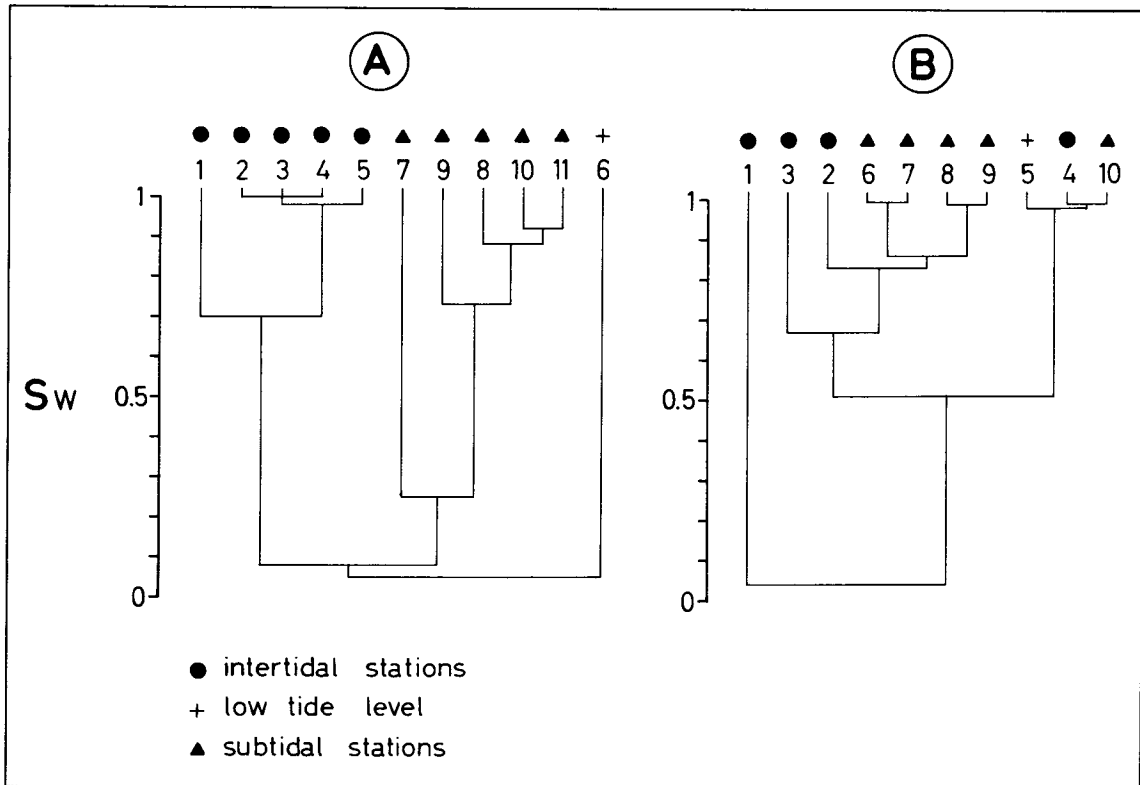 A B
1 2 3 4 5 7 9 8 10 11 6
1 3 2 6 7 8 9 5 4 10
1 1
Sw 0.5 0.5
0 0
intertidal stations
+ low tide level
subtidal stations